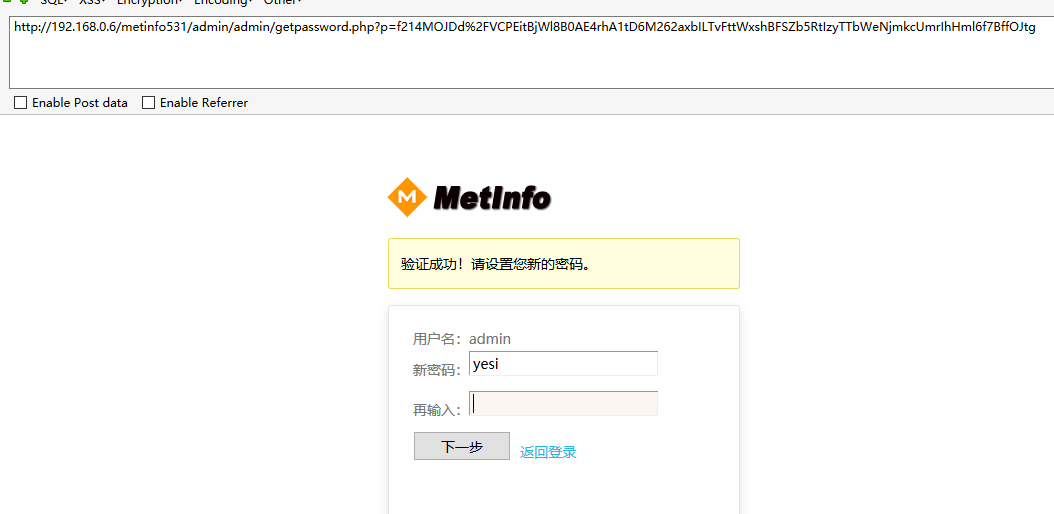 SQL▾ XSS▾ Encryption▾ Encoding▾ Other▾
http://192.168.0.6/metinfo531/admin/admin/getpassword.php?p=f214MOJDd%2FVCPEitBjWl8B0AE4rhA1tD6M262axbILTvFttWxshBFSZb5RtIzyTTbWeNjmkcUmrIhHml6f7BffOJtg
Enable Post data Enable Referrer
M MetInfo
验证成功！请设置您新的密码。
用户名：admin
新密码：yesi
再输入：
下一步 返回登录